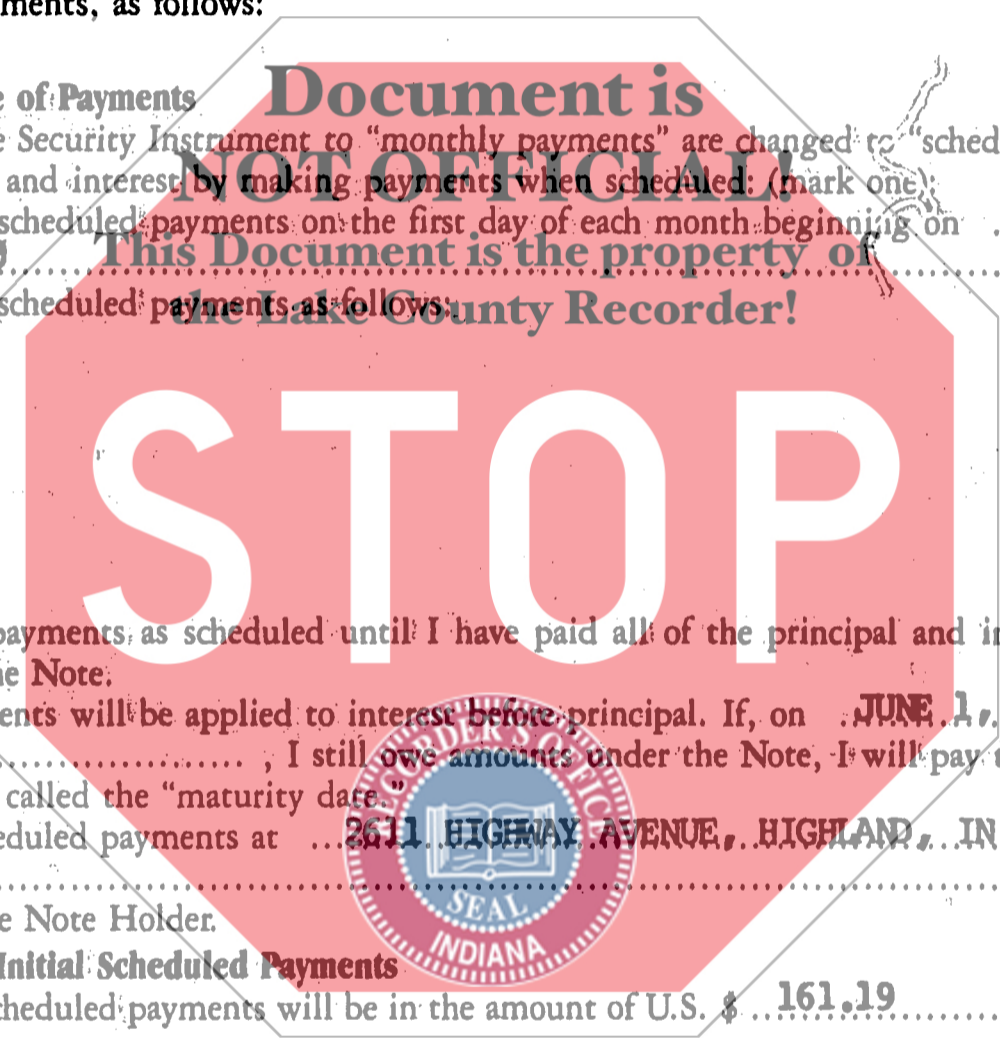 ments, as follows:
Document is
e of Payments
e Security Instrument to “monthly payments” are changed to “sched
NOT OFFICIAL!
and interest by making payments when scheduled: (mark one):
scheduled payments on the first day of each month beginning on
This Document is the property of
scheduled payments as follows:
the Lake County Recorder!
STOP
payments as scheduled until I have paid all of the principal and in
he Note.
ents will be applied to interest before principal. If, on JUNE 1,
, I still owe amounts under the Note, I will pay
called the “maturity date.”
eduled payments at 2611 HIGHWAY AVENUE, HIGHLAND, IN
RECORDER'S OFFICE
SEAL
INDIANA
e Note Holder.
Initial Scheduled Payments
cheduled payments will be in the amount of U.S. $ 161.19